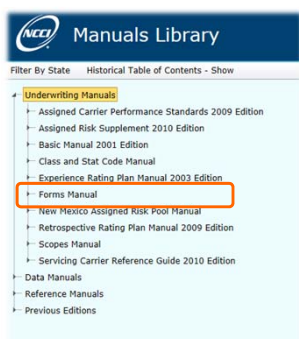 NCCI Manuals Library
Filter By State Historical Table of Contents - Show
Underwriting Manuals
Assigned Carrier Performance Standards 2009 Edition
Assigned Risk Supplement 2010 Edition
Basic Manual 2001 Edition
Class and Stat Code Manual
Experience Rating Plan Manual 2003 Edition
Forms Manual
New Mexico Assigned Risk Pool Manual
Retrospective Rating Plan Manual 2009 Edition
Scopes Manual
Servicing Carrier Reference Guide 2010 Edition
Data Manuals
Reference Manuals
Previous Editions